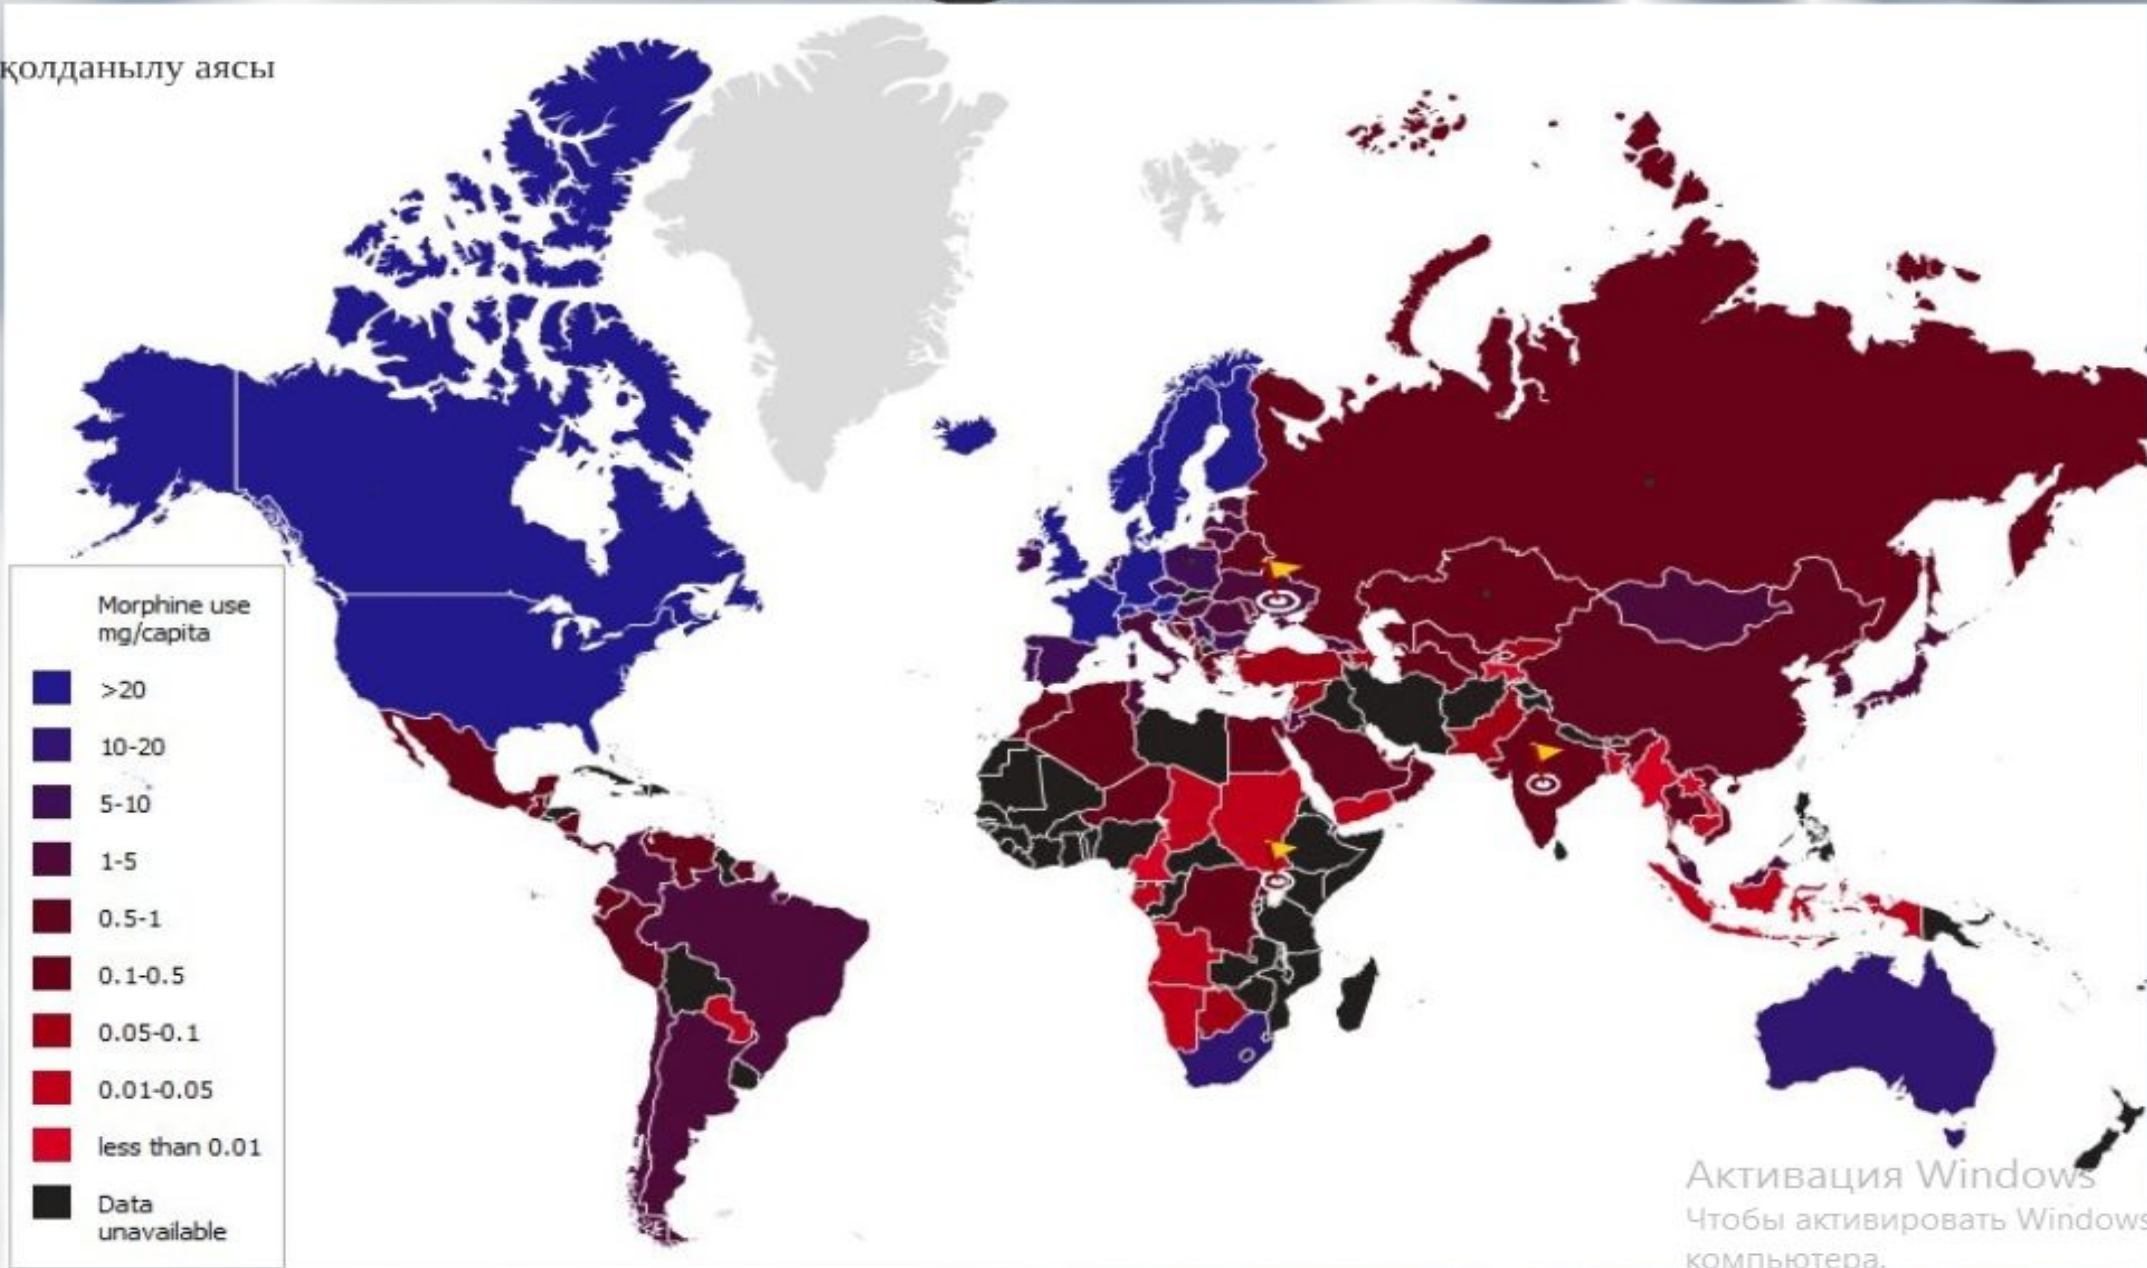 қолданылу аясы
Morphine use
mg/capita
>20
10-20
5-10
1-5
0.5-1
0.1-0.5
0.05-0.1
0.01-0.05
less than 0.01
Data
unavailable
Активация Windows
Чтобы активировать Windows
компьютера.